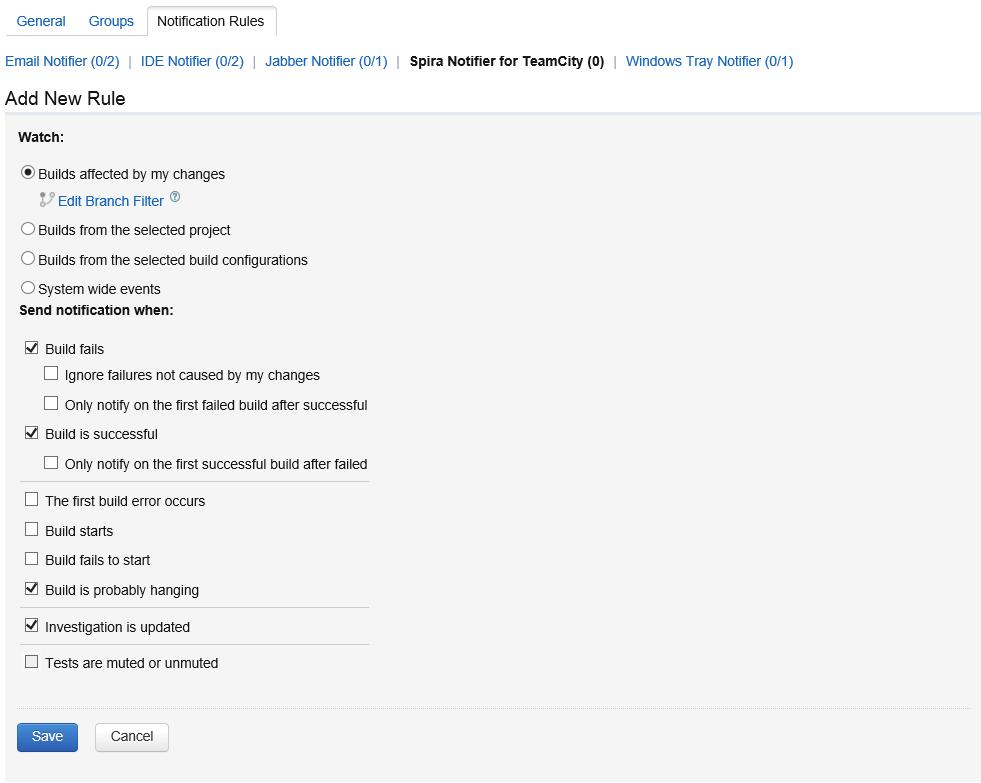 General Groups Notification Rules
Email Notifier (0/2) | IDE Notifier (0/2) | Jabber Notifier (0/1) | Spira Notifier for TeamCity (0) | Windows Tray Notifier (0/1)
Add New Rule
Watch:
Builds affected by my changes
Edit Branch Filter ?
Builds from the selected project
Builds from the selected build configurations
System wide events
Send notification when:
Build fails
Ignore failures not caused by my changes
Only notify on the first failed build after successful
Build is successful
Only notify on the first successful build after failed
The first build error occurs
Build starts
Build fails to start
Build is probably hanging
Investigation is updated
Tests are muted or unmuted
Save Cancel